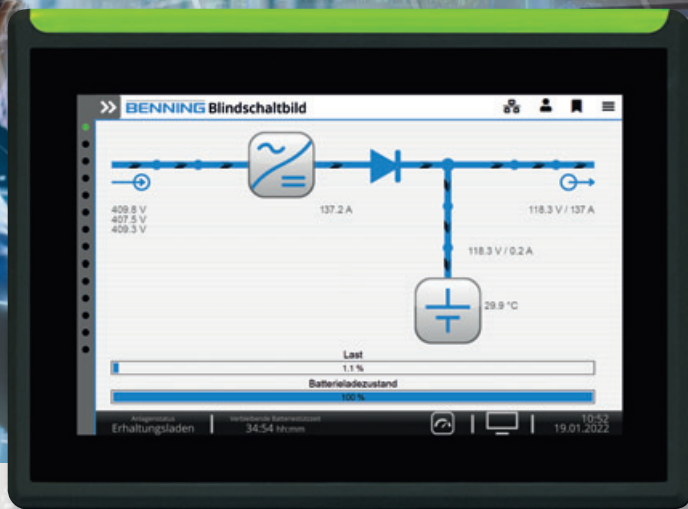 BENNING Blindschaltbild
409.8 V
407.5 V
409.3 V
137.2 A
118.3 V / 137 A
118.3 V / 0.2 A
29.9 °C
Last
1.1 %
Batterieladezustand
100 %
Anlagenstatus
Erhaltungsladen
Verbleibende Batteriestützzeit
34:54 hh:mm
10:52
19.01.2022